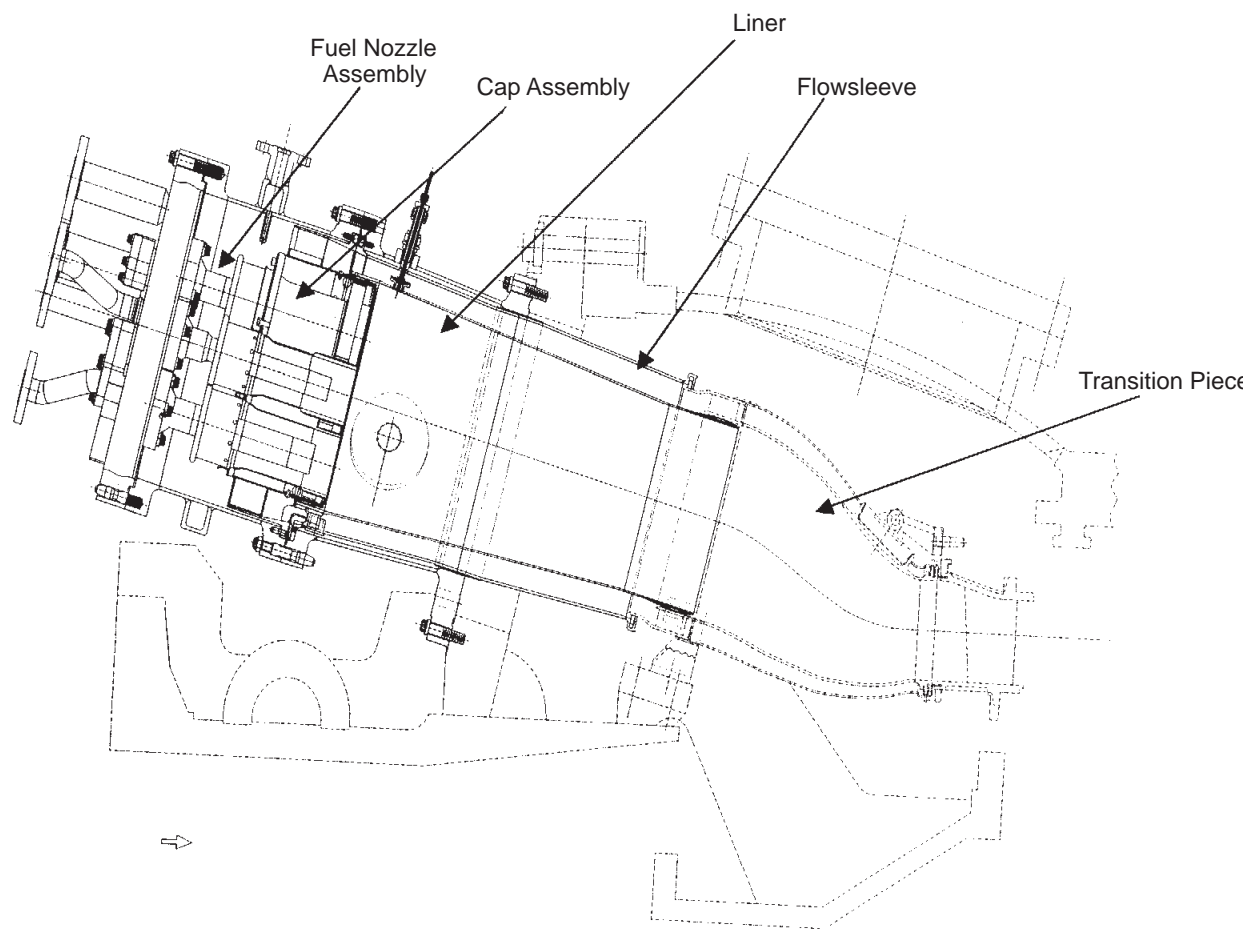 Liner
Fuel Nozzle
Assembly
Cap Assembly
Flowsleeve
Transition Piece